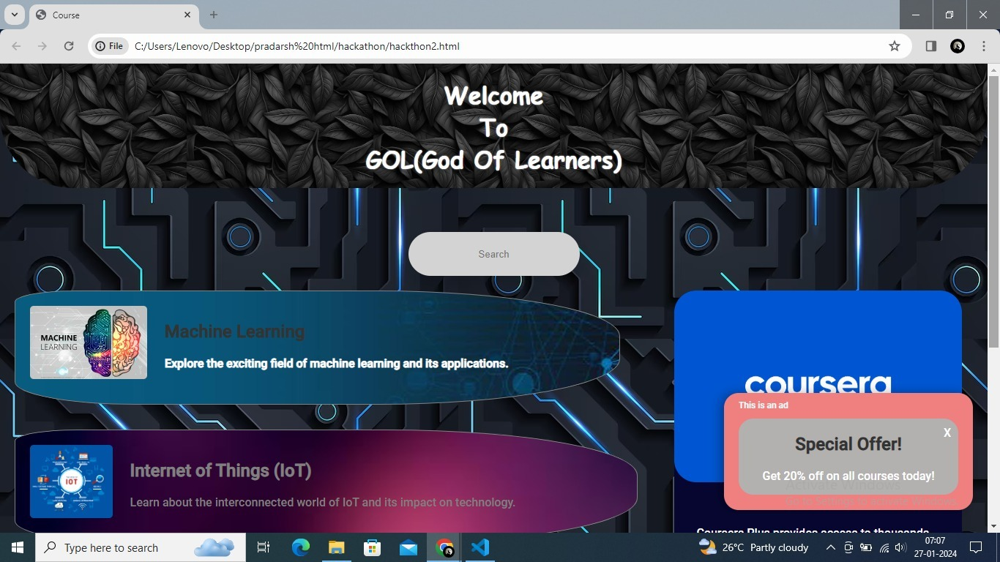 Course
File
C:/Users/Lenovo/Desktop/pradarsh%20html/hackathon/hackthon2.html
Welcome
To
GOL(God Of Learners)
Search
MACHINE
LEARNING
Machine Learning
Explore the exciting field of machine learning and its applications.
coursera
This is an ad
X
Special Offer!
Get 20% off on all courses today!
Activate Windows
Go to Settings to activate Windows.
IOT
Internet of Things (IoT)
Learn about the interconnected world of IoT and its impact on technology.
Coursera Plus provides access to thousands
Type here to search
26°C Partly cloudy
07:07
27-01-2024